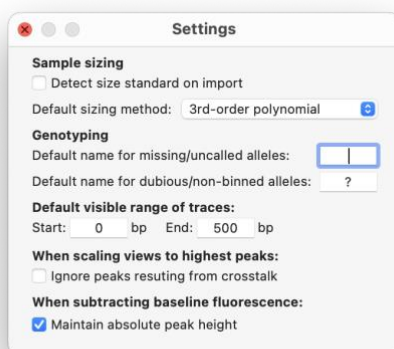 Settings
Sample sizing
Detect size standard on import
Default sizing method: 3rd-order polynomial
Genotyping
Default name for missing/uncalled alleles:
Default name for dubious/non-binned alleles: ?
Default visible range of traces:
Start: 0 bp End: 500 bp
When scaling views to highest peaks:
Ignore peaks resuting from crosstalk
When subtracting baseline fluorescence:
Maintain absolute peak height